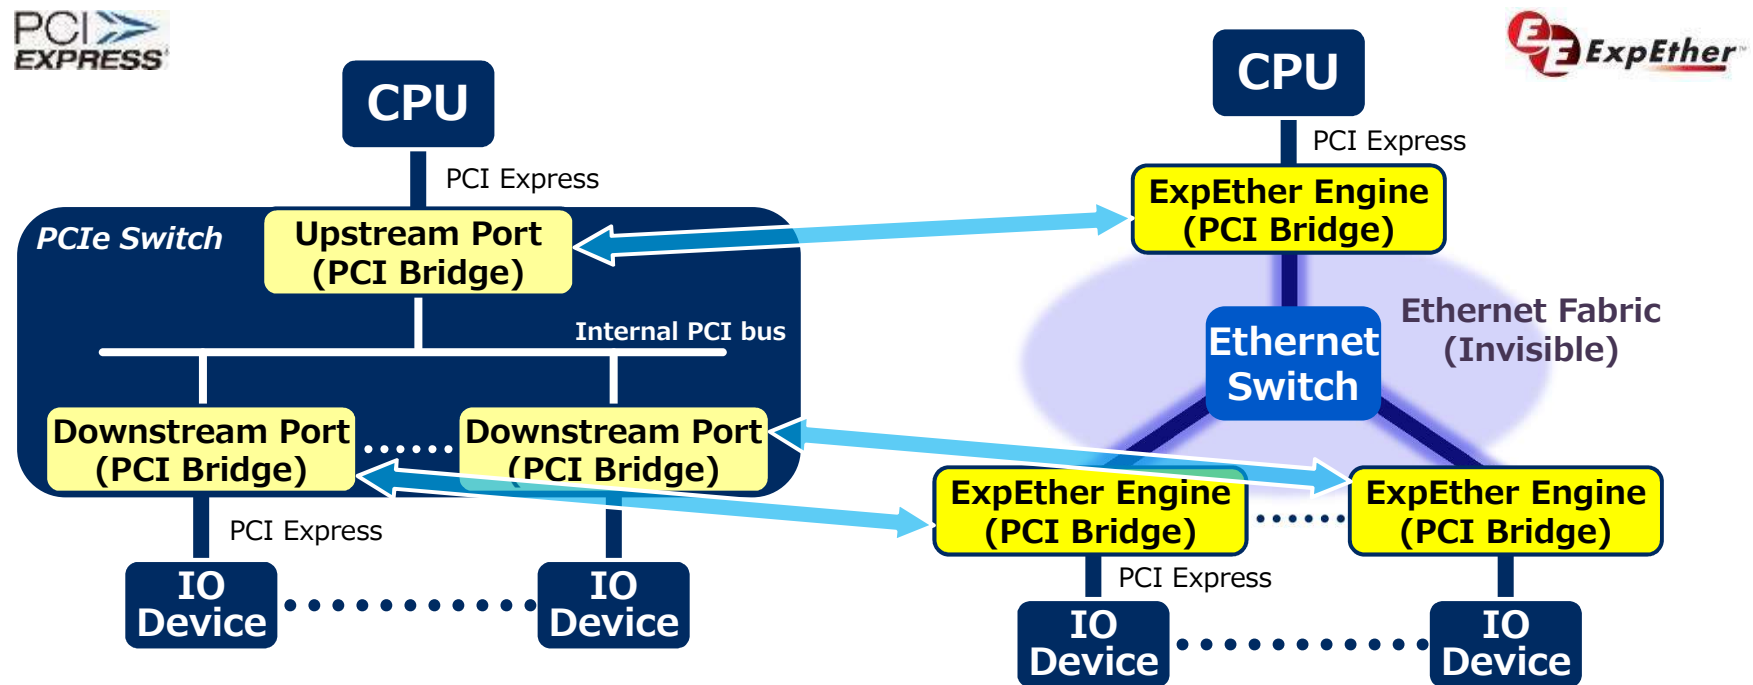 PCI
EXPRESS
CPU
PCI Express
PCIe Switch
Upstream Port
(PCI Bridge)
Internal PCI bus
Downstream Port
(PCI Bridge)
Downstream Port
(PCI Bridge)
PCI Express
IO
Device
IO
Device
ExpEther
CPU
PCI Express
ExpEther Engine
(PCI Bridge)
Ethernet Fabric
(Invisible)
Ethernet
Switch
ExpEther Engine
(PCI Bridge)
ExpEther Engine
(PCI Bridge)
PCI Express
IO
Device
IO
Device